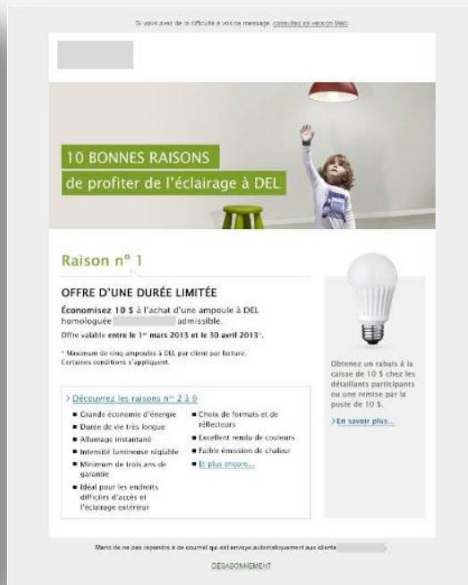 Si vous avez de la difficulté à voir ce message, consultez sa version Web.
10 BONNES RAISONS
de profiter de l'éclairage à DEL
Raison nº 1
OFFRE D'UNE DURÉE LIMITÉE
Économisez 10 $ à l'achat d'une ampoule à DEL
homologuée admissible.
Offre valable entre le 1er mars 2013 et le 30 avril 2013*.
* Maximum de cinq ampoules à DEL par client par facture.
Certaines conditions s'appliquent.
> Découvrez les raisons nos 2 à 9
■ Grande économie d'énergie
■ Durée de vie très longue
■ Allumage instantané
■ Intensité lumineuse réglable
■ Minimum de trois ans de
garantie
■ Idéal pour les endroits
difficiles d'accès et
l'éclairage extérieur
■ Choix de formats et de
réflecteurs
■ Excellent rendu de couleurs
■ Faible émission de chaleur
■ Et plus encore...
Obtenez un rabais à la
caisse de 10 $ chez les
détaillants participants
ou une remise par la
poste de 10 $.
> En savoir plus...
Merci de ne pas répondre à ce courriel qui est envoyé automatiquement aux clients
DÉSABONNEMENT